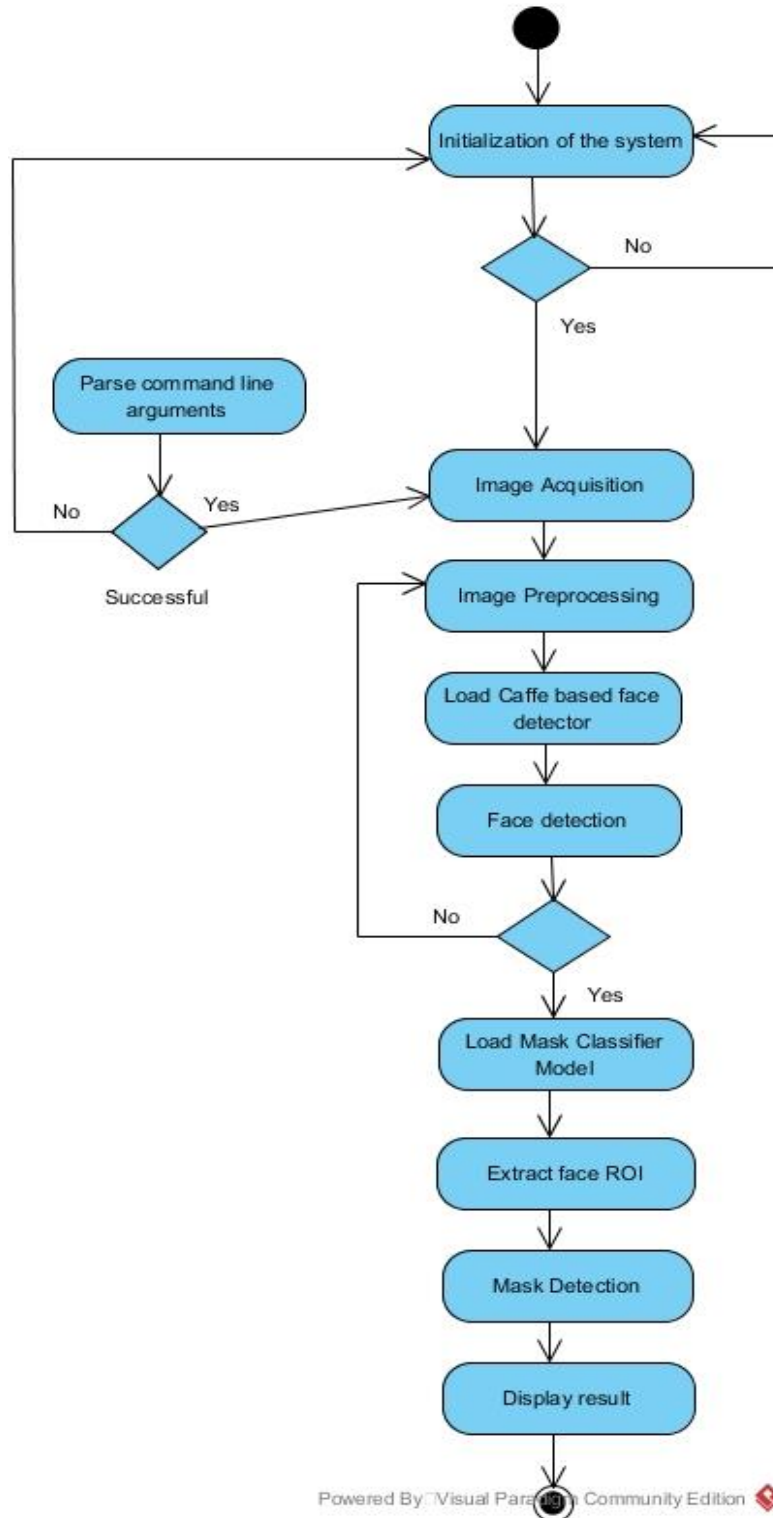 Initialization of the system
No
Yes
Parse command line
arguments
No
Yes
Successful
Image Acquisition
Image Preprocessing
Load Caffe based face
detector
Face detection
No
Yes
Load Mask Classifier
Model
Extract face ROI
Mask Detection
Display result
Powered By Visual Paradigm Community Edition